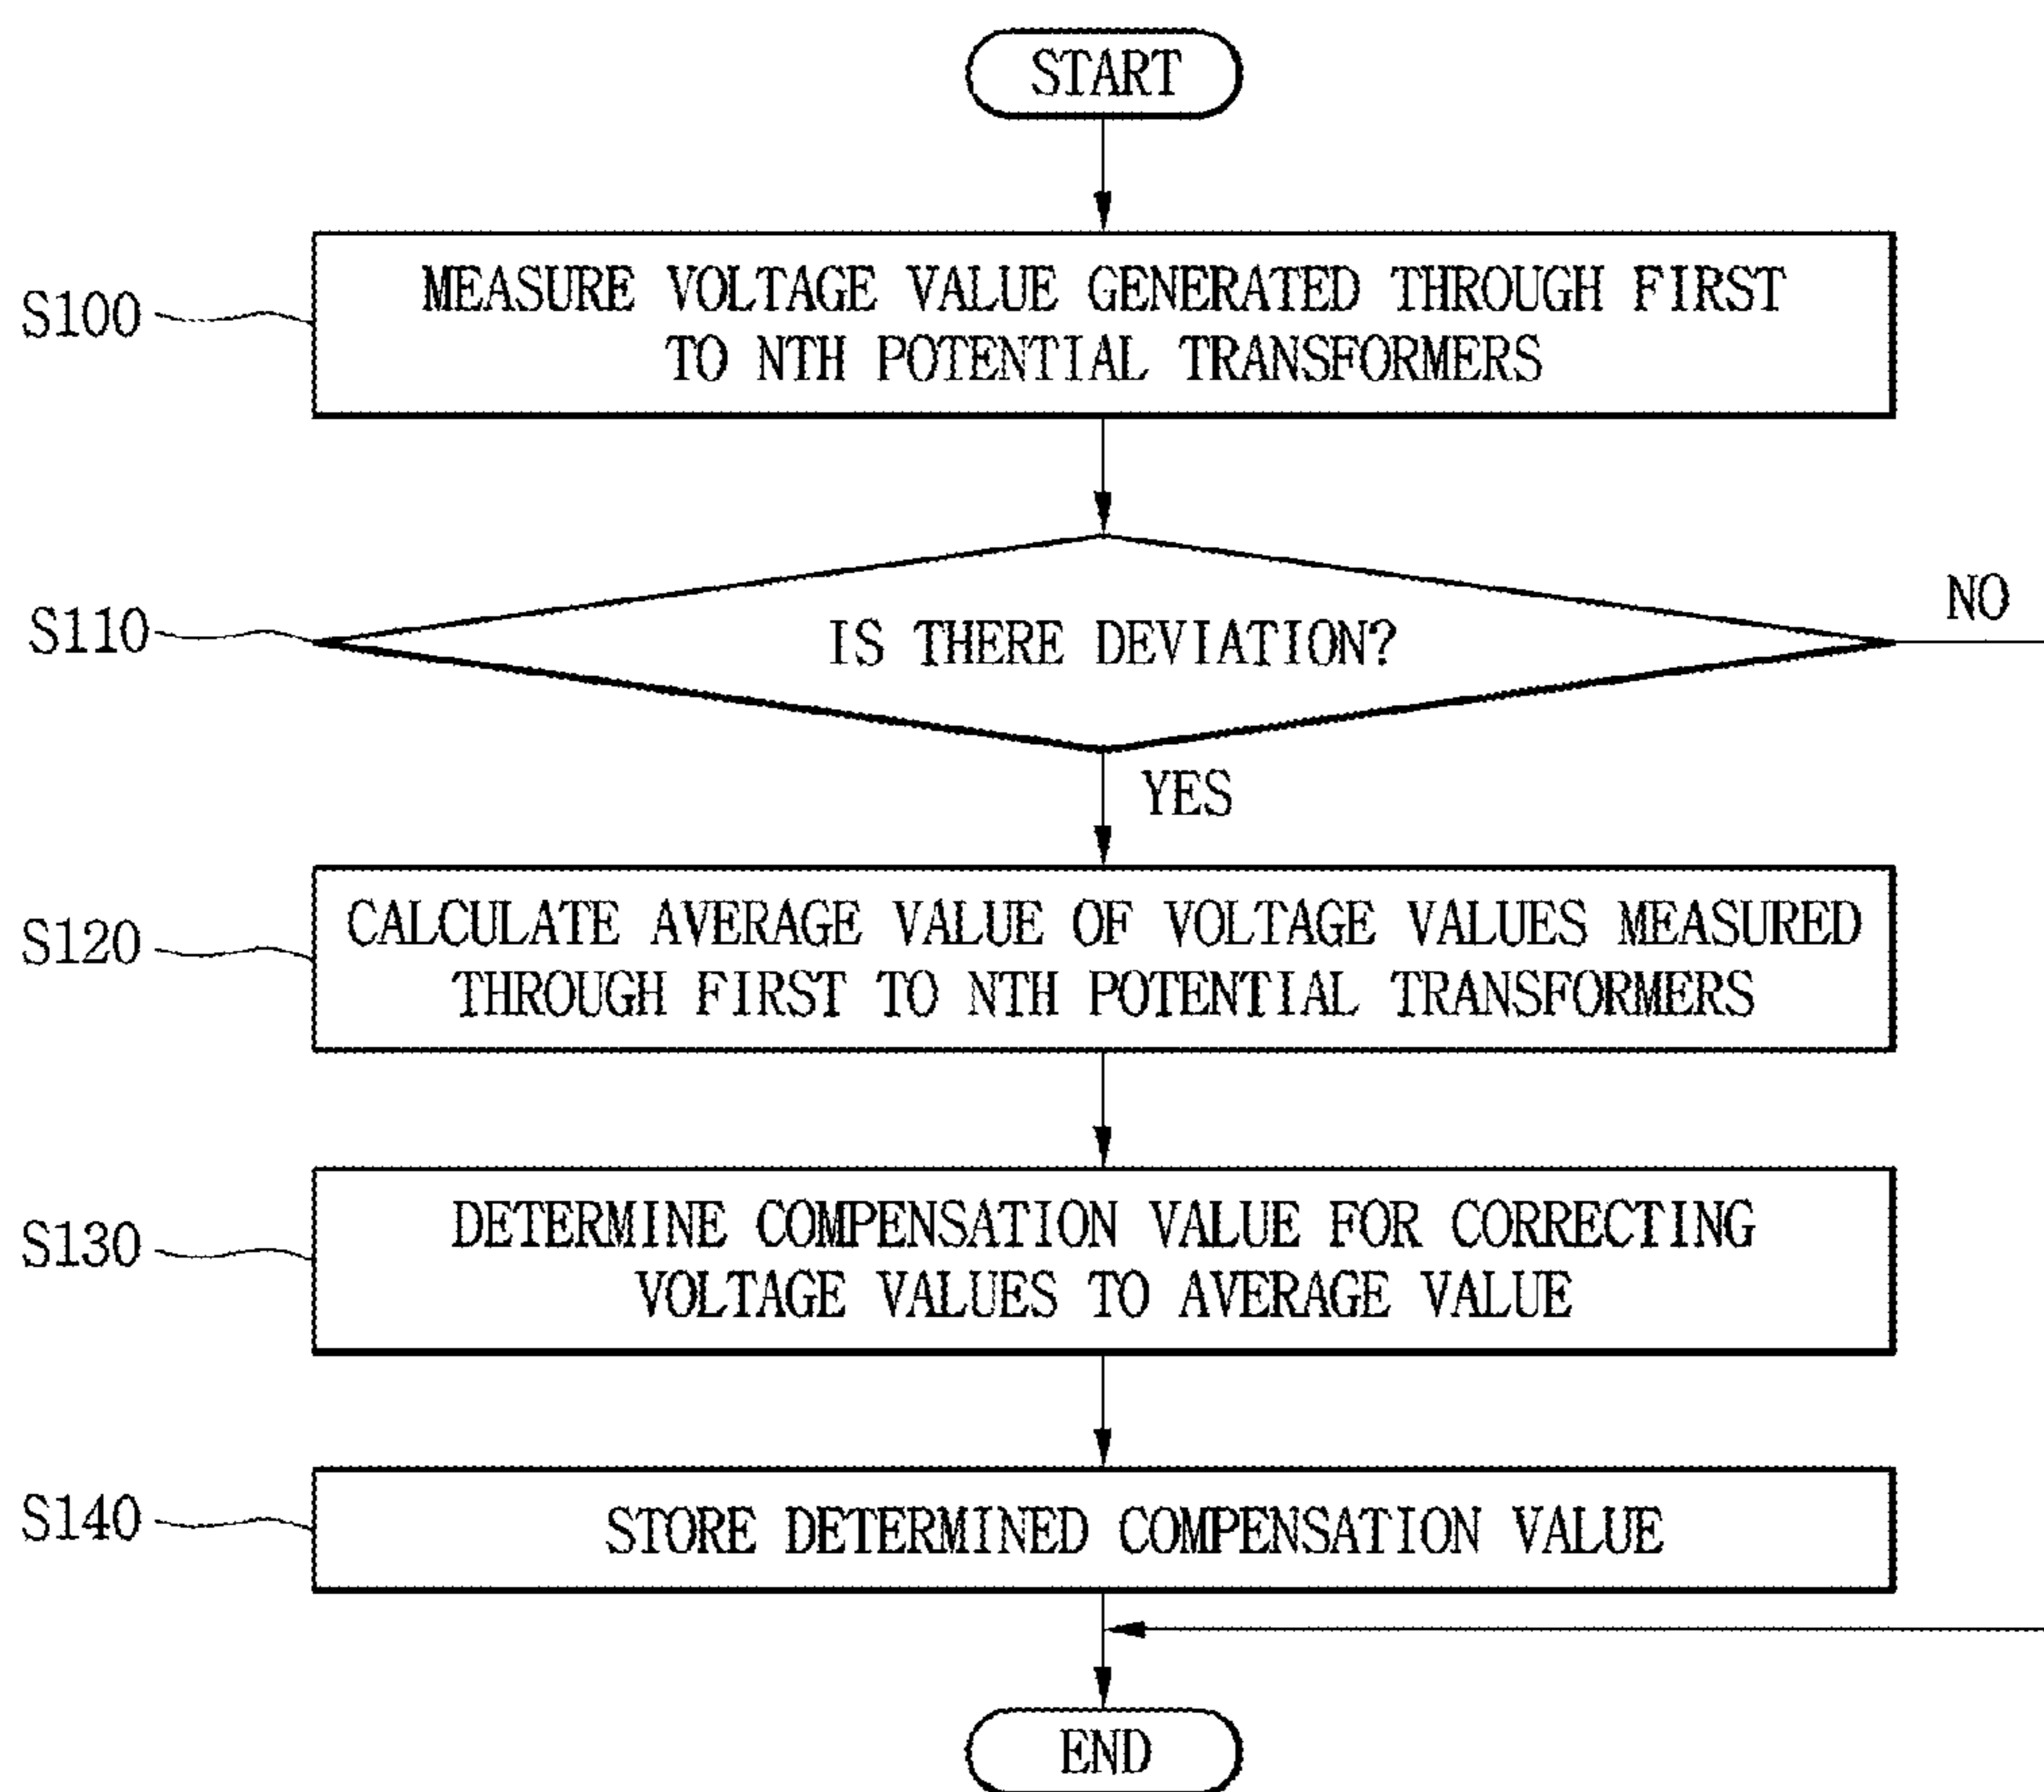 START
S100
MEASURE VOLTAGE VALUE GENERATED THROUGH FIRST
TO NTH POTENTIAL TRANSFORMERS
S110
IS THERE DEVIATION?
NO
YES
S120
CALCULATE AVERAGE VALUE OF VOLTAGE VALUES MEASURED
THROUGH FIRST TO NTH POTENTIAL TRANSFORMERS
S130
DETERMINE COMPENSATION VALUE FOR CORRECTING
VOLTAGE VALUES TO AVERAGE VALUE
S140
STORE DETERMINED COMPENSATION VALUE
END